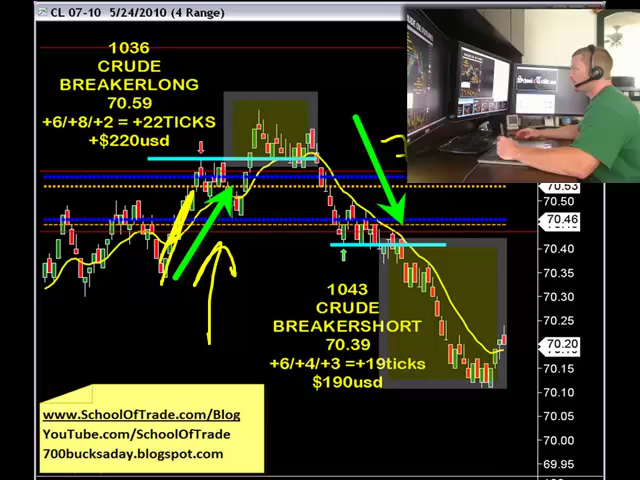 CL 07-10 5/24/2010 (4 Range)
1036
CRUDE
BREAKERLONG
70.59
+6/+8/+2 = +22TICKS
+$220usd
SchoolofTrade.com
70.53
70.50
70.46
70.40
70.35
70.30
70.25
70.20
70.10
70.05
70.00
69.95
1043
CRUDE
BREAKERSHORT
70.39
+6/+4/+3 =+19ticks
$190usd
www.SchoolOfTrade.com/Blog
YouTube.com/SchoolOfTrade
700bucksaday.blogspot.com